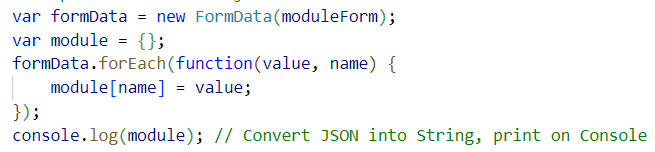 var formData = new FormData(moduleForm);
var module = {};
formData.forEach(function(value, name) {
    module[name] = value;
});
console.log(module); // Convert JSON into String, print on Console